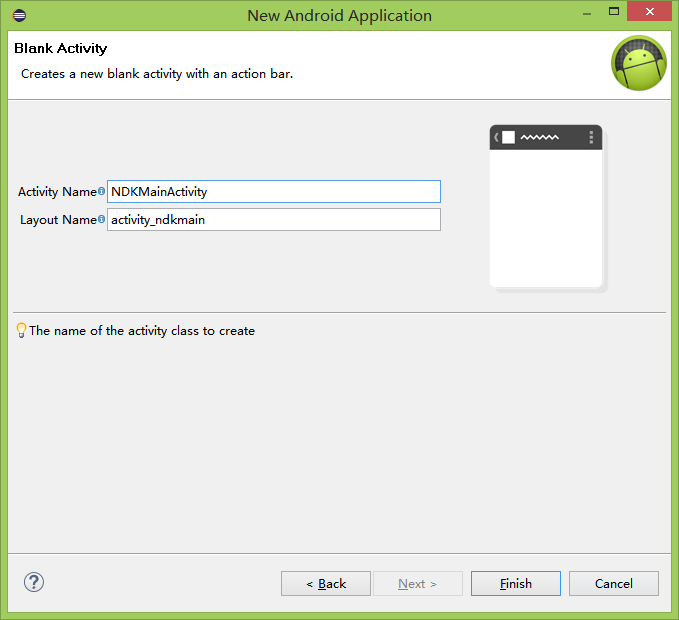 New Android Application
Blank Activity
Creates a new blank activity with an action bar.
Activity Name NDKMainActivity
Layout Name activity_ndkmain
The name of the activity class to create
?
< Back Next > Finish Cancel